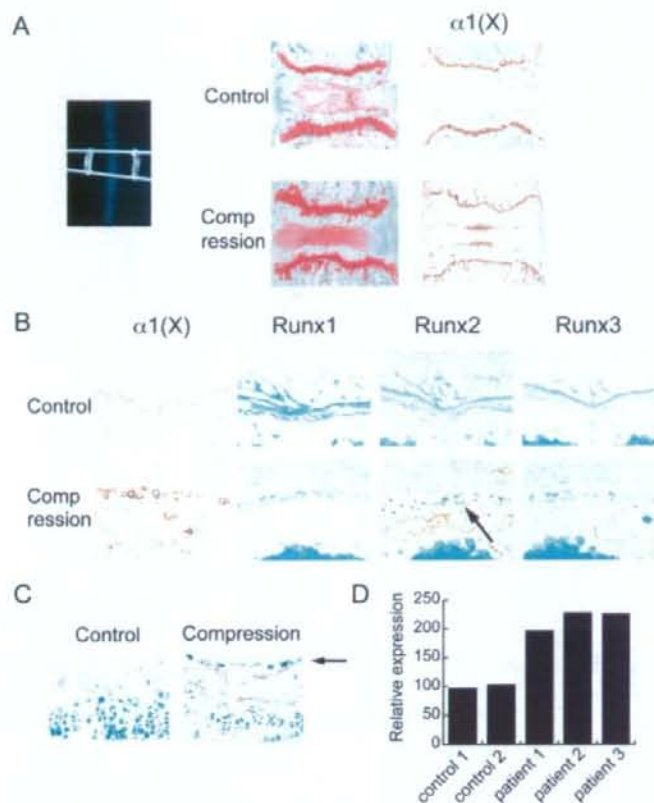 A
α1(X)
Control
Comp
ression
B
α1(X) Runx1 Runx2 Runx3
Control
Comp
ression
C
Control Compression
D
Relative expression
250
200
150
100
50
0
control 1
control 2
patient 1
patient 2
patient 3